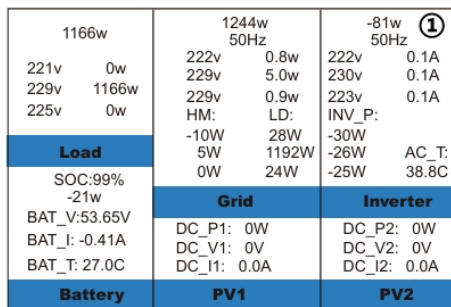 1166w
221v 0w
229v 1166w
225v 0w
Load
1244w
50Hz
222v 0.8w
229v 5.0w
229v 0.9w
HM: LD:
-10W 28W
5W 1192W
0W 24W
Grid
-81w ①
50Hz
222v 0.1A
230v 0.1A
223v 0.1A
INV_P:
-30W
-26W AC_T:
-25W 38.8C
Inverter
SOC:99%
-21w
BAT_V:53.65V
BAT_I: -0.41A
BAT_T: 27.0C
Battery
DC_P1: 0W
DC_V1: 0V
DC_I1: 0.0A
PV1
DC_P2: 0W
DC_V2: 0V
DC_I2: 0.0A
PV2